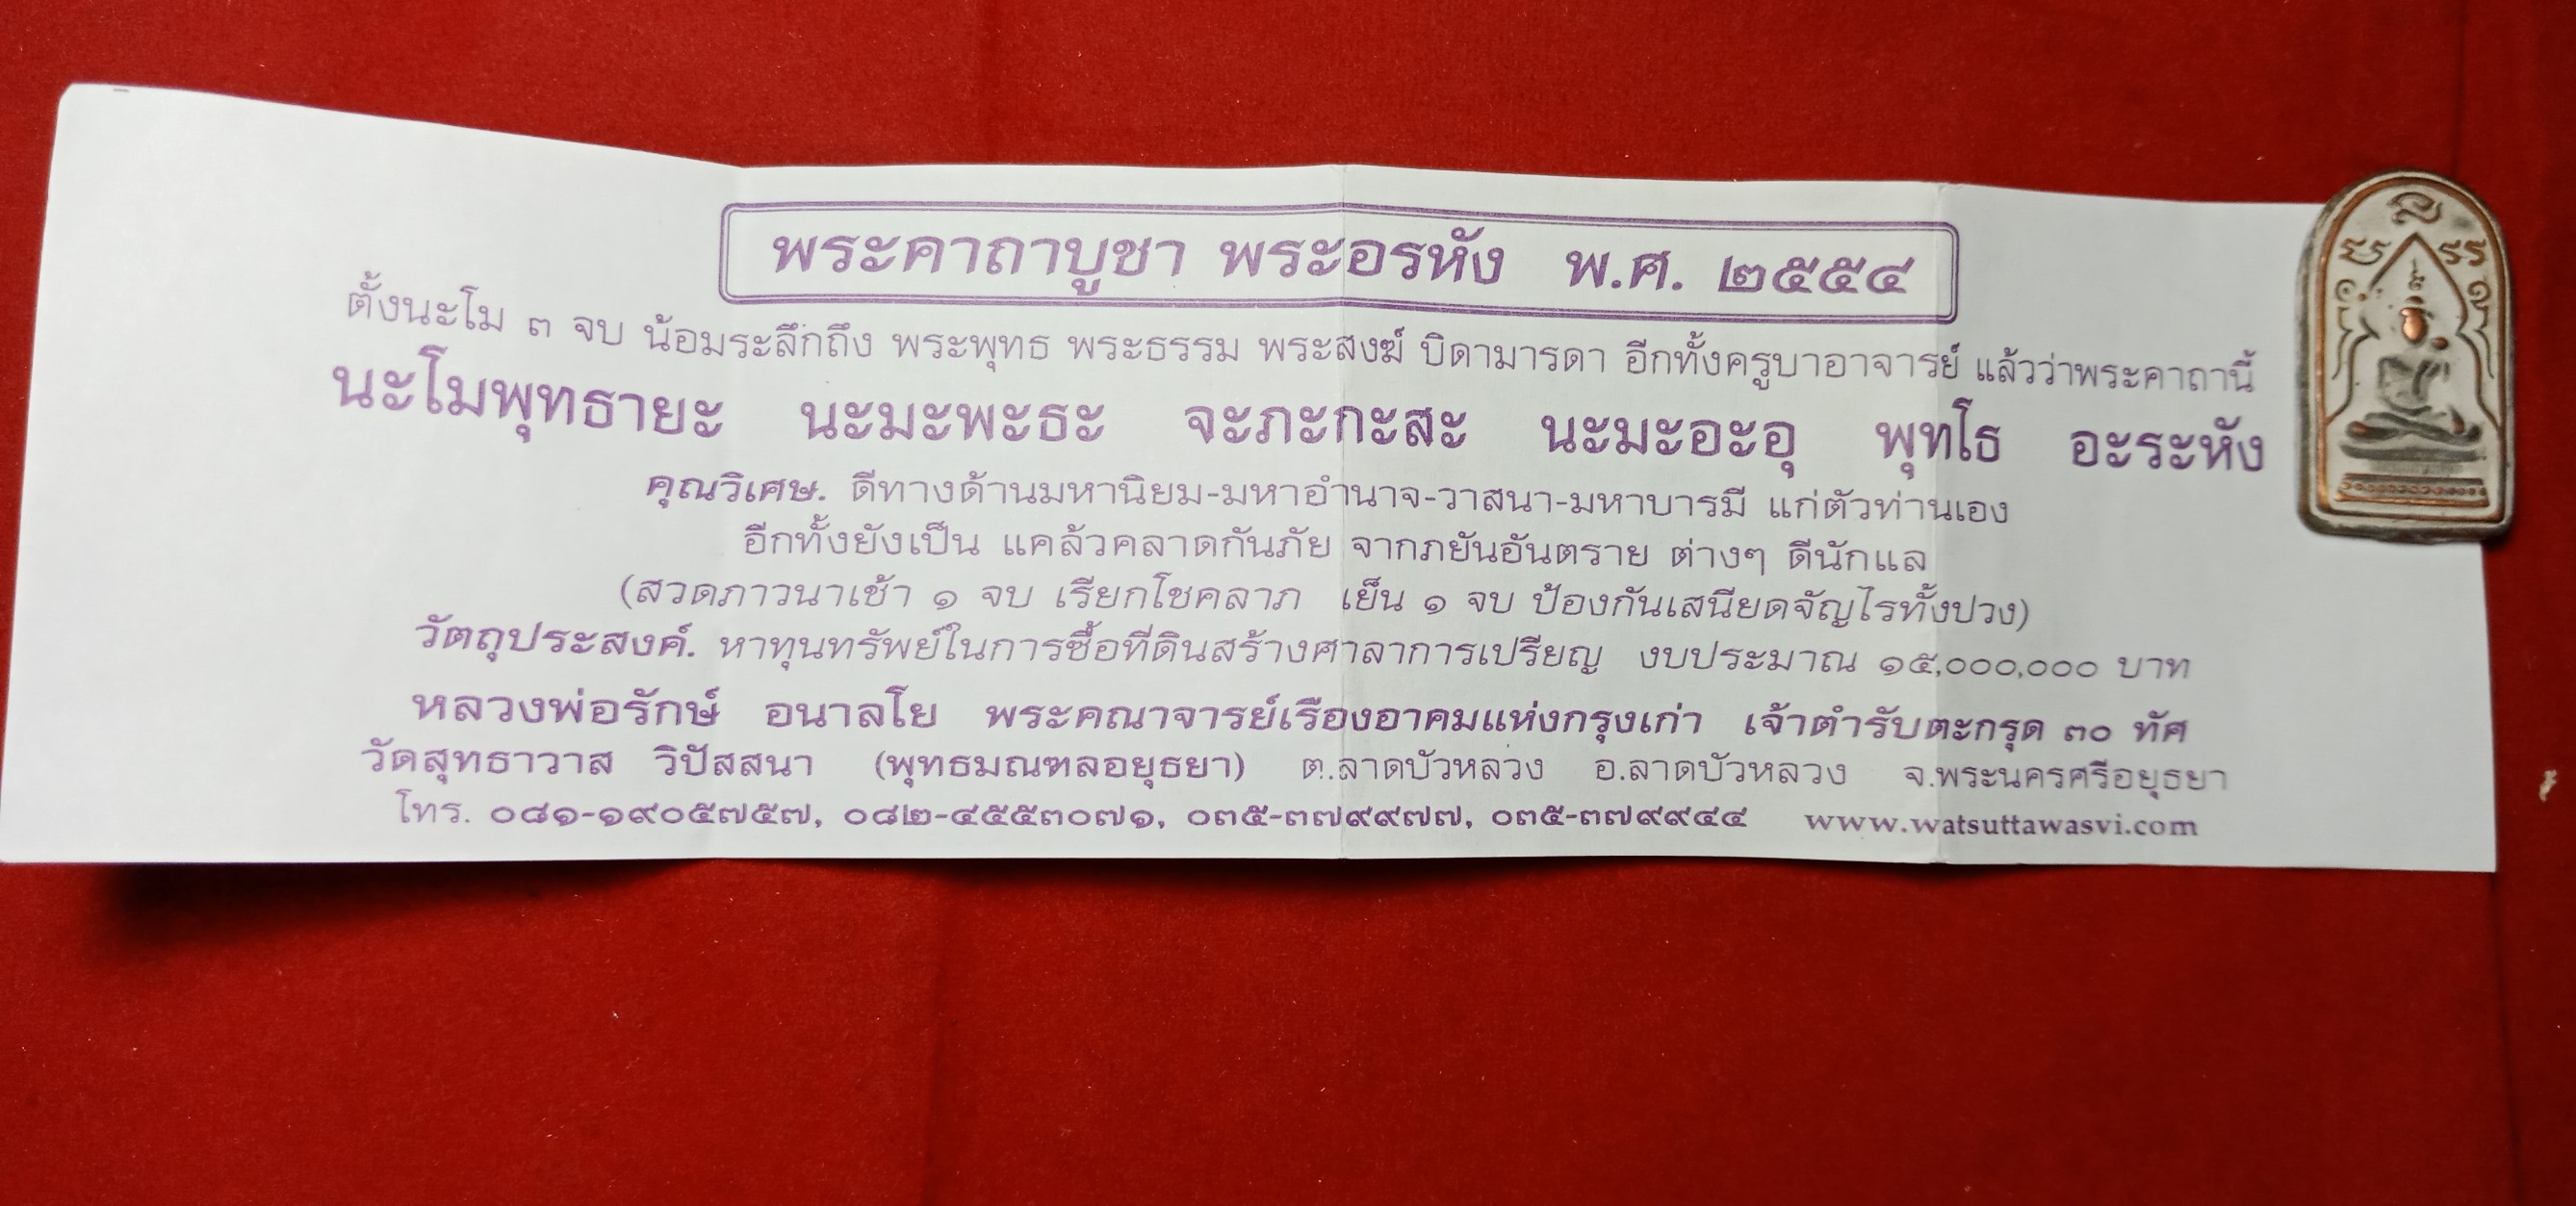 พระคาถาบูชา พระอรหัง พ.ศ. ๒๕๕๔
ตั้งนะโม ๓ จบ น้อมระลึกถึง พระพุทธ พระธรรม พระสงฆ์ บิดามารดา อีกทั้งครูบาอาจารย์ แล้วว่าพระคาถานี้
นะโมพุทธายะ นะมะพะธะ จะภะกะสะ นะมะอะอุ พุทโธ อะระหัง
คุณวิเศษ. ดีทางด้านมหานิยม-มหาอำนาจ-วาสนา-มหาบารมี แก่ตัวท่านเอง
อีกทั้งยังเป็น แคล้วคลาดกันภัย จากภยันอันตราย ต่างๆ ดีนักแล
(สวดภาวนาเช้า ๑ จบ เรียกโชคลาภ เย็น ๑ จบ ป้องกันเสนียดจัญไรทั้งปวง)
วัตถุประสงค์. หาทุนทรัพย์ในการซื้อที่ดินสร้างศาลาการเปรียญ งบประมาณ ๑๕,๐๐๐,๐๐๐ บาท
หลวงพ่อรักษ์ อนาลโย พระคณาจารย์เรืองอาคมแห่งกรุงเก่า เจ้าตำรับตะกรุด ๓๐ ทัศ
วัดสุทธาวาส วิปัสสนา (พุทธมณฑลอยุธยา) ต.ลาดบัวหลวง อ.ลาดบัวหลวง จ.พระนครศรีอยุธยา
โทร. ๐๘๑-๑๙๐๕๗๕๗, ๐๘๒-๔๕๕๓๐๗๑, ๐๓๕-๓๗๙๙๗๗, ๐๓๕-๓๗๙๙๔๔ www.watsuttawasvi.com